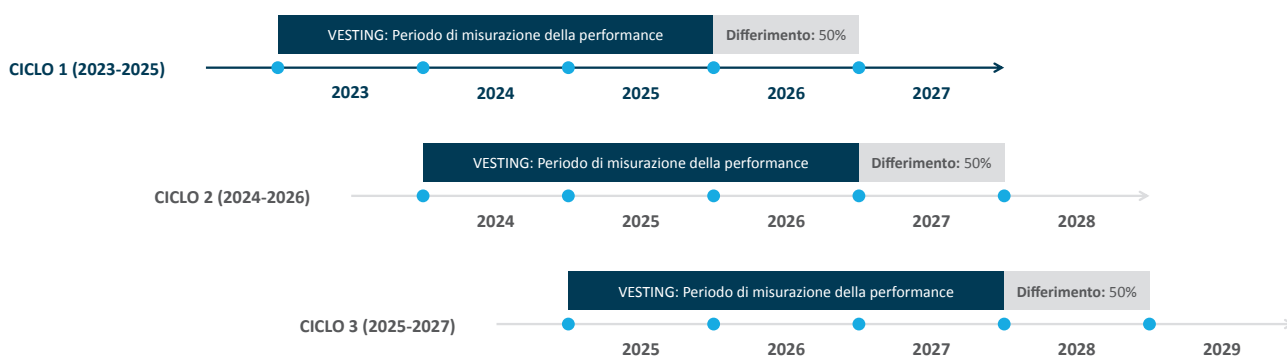 VESTING: Periodo di misurazione della performance Differimento: 50%
CICLO 1 (2023-2025)
2023 2024 2025 2026 2027
VESTING: Periodo di misurazione della performance Differimento: 50%
CICLO 2 (2024-2026)
2024 2025 2026 2027 2028
VESTING: Periodo di misurazione della performance Differimento: 50%
CICLO 3 (2025-2027)
2025 2026 2027 2028 2029